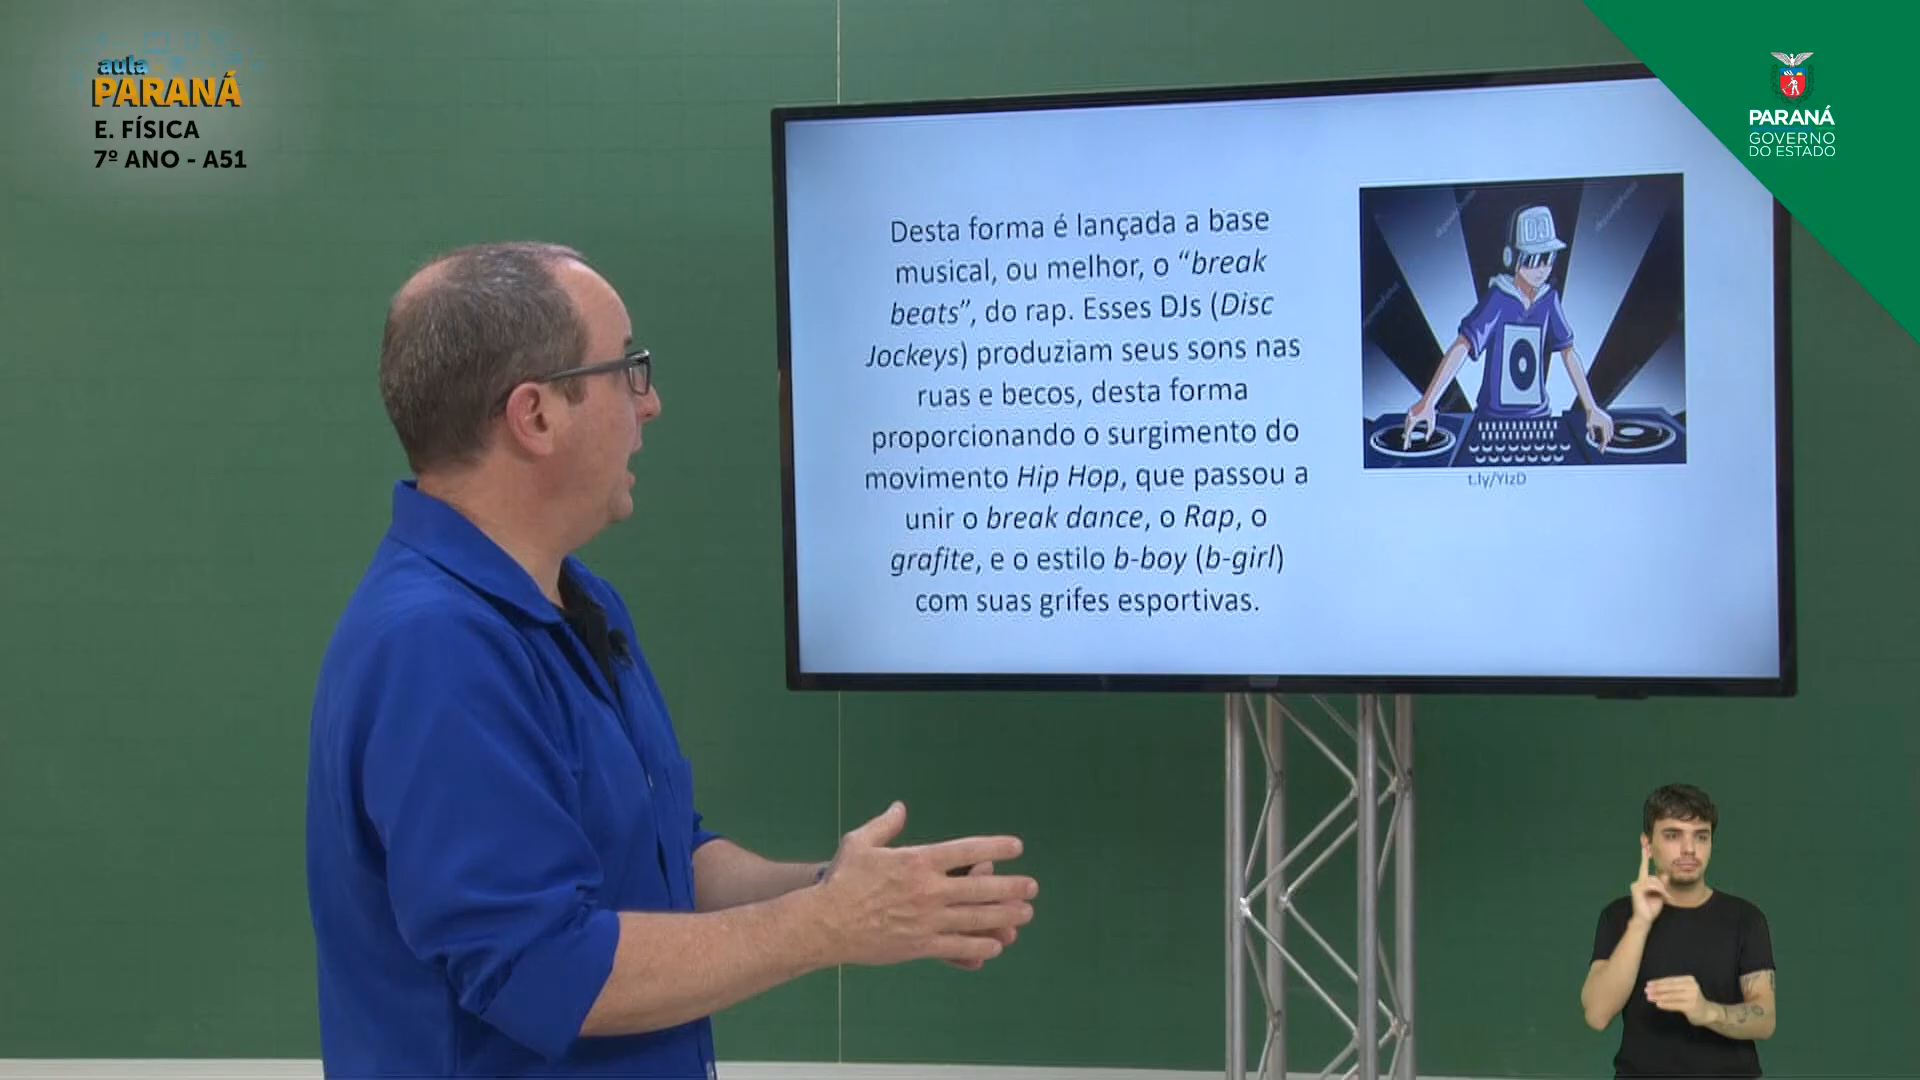 aula
PARANÁ
E. FÍSICA
7º ANO - A51
PARANÁ
GOVERNO
DO ESTADO
Desta forma é lançada a base
musical, ou melhor, o “break
beats”, do rap. Esses DJs (Disc
Jockeys) produziam seus sons nas
ruas e becos, desta forma
proporcionando o surgimento do
movimento Hip Hop, que passou a
unir o break dance, o Rap, o
grafite, e o estilo b-boy (b-girl)
com suas grifes esportivas.
DJ